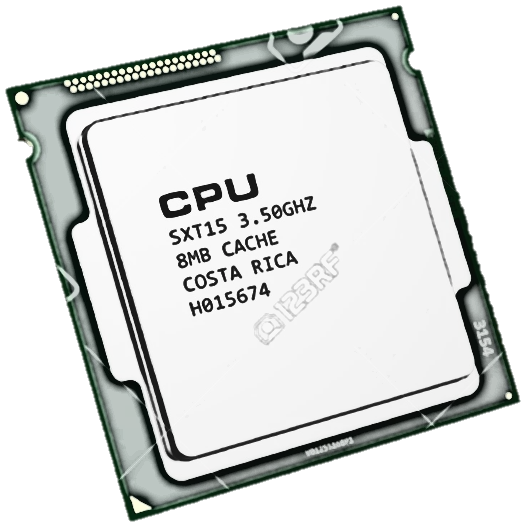 CPU
SXT15 3.50GHZ
8MB CACHE
COSTA RICA
H015674
123RF
3154